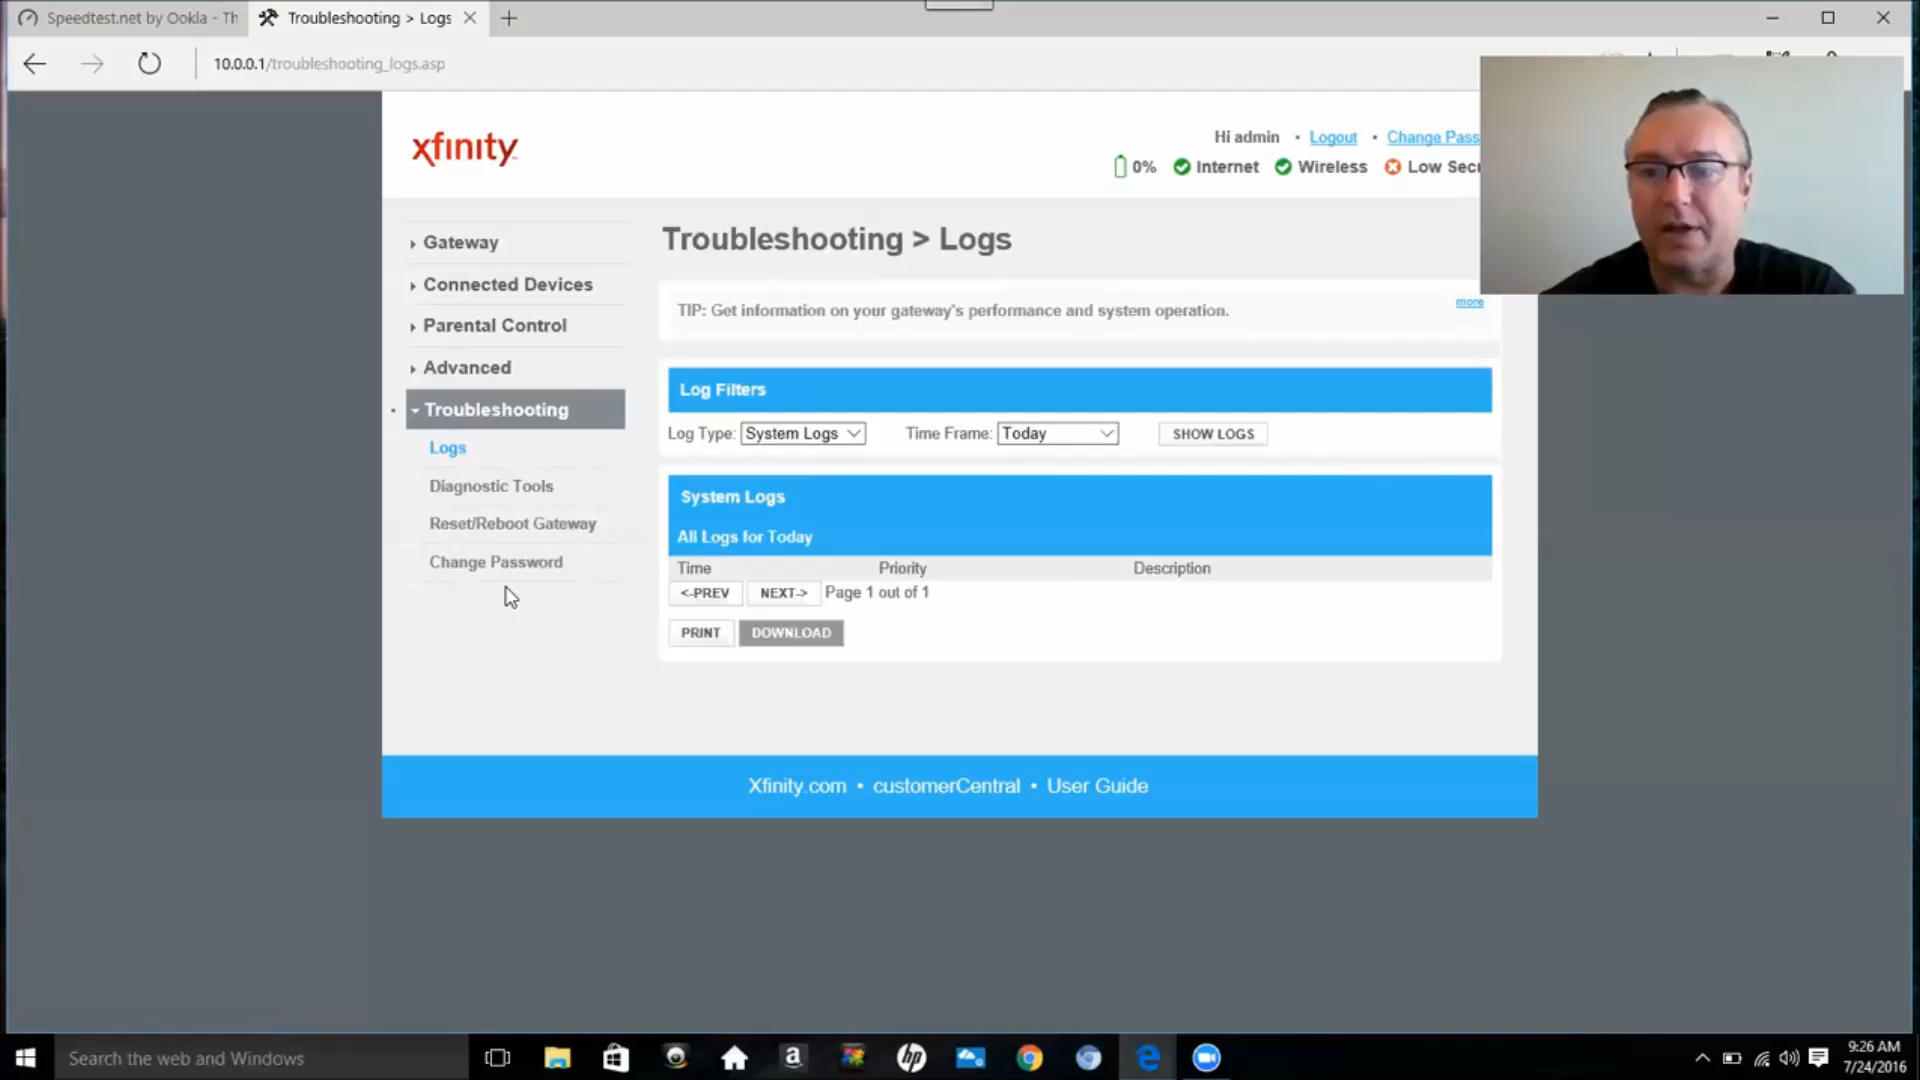 Speedtest.net by Ookla - Th
Troubleshooting > Logs
10.0.0.1/troubleshooting_logs.asp
xfinity
Hi admin • Logout • Change Pass
0% Internet Wireless Low Secu
Gateway
Connected Devices
Parental Control
Advanced
Troubleshooting
Logs
Diagnostic Tools
Reset/Reboot Gateway
Change Password
Troubleshooting > Logs
TIP: Get information on your gateway's performance and system operation.
more
Log Filters
Log Type: System Logs Time Frame: Today SHOW LOGS
System Logs
All Logs for Today
Time Priority Description
<-PREV NEXT-> Page 1 out of 1
PRINT DOWNLOAD
Xfinity.com • customerCentral • User Guide
Search the web and Windows
a
hp
9:26 AM
7/24/2016